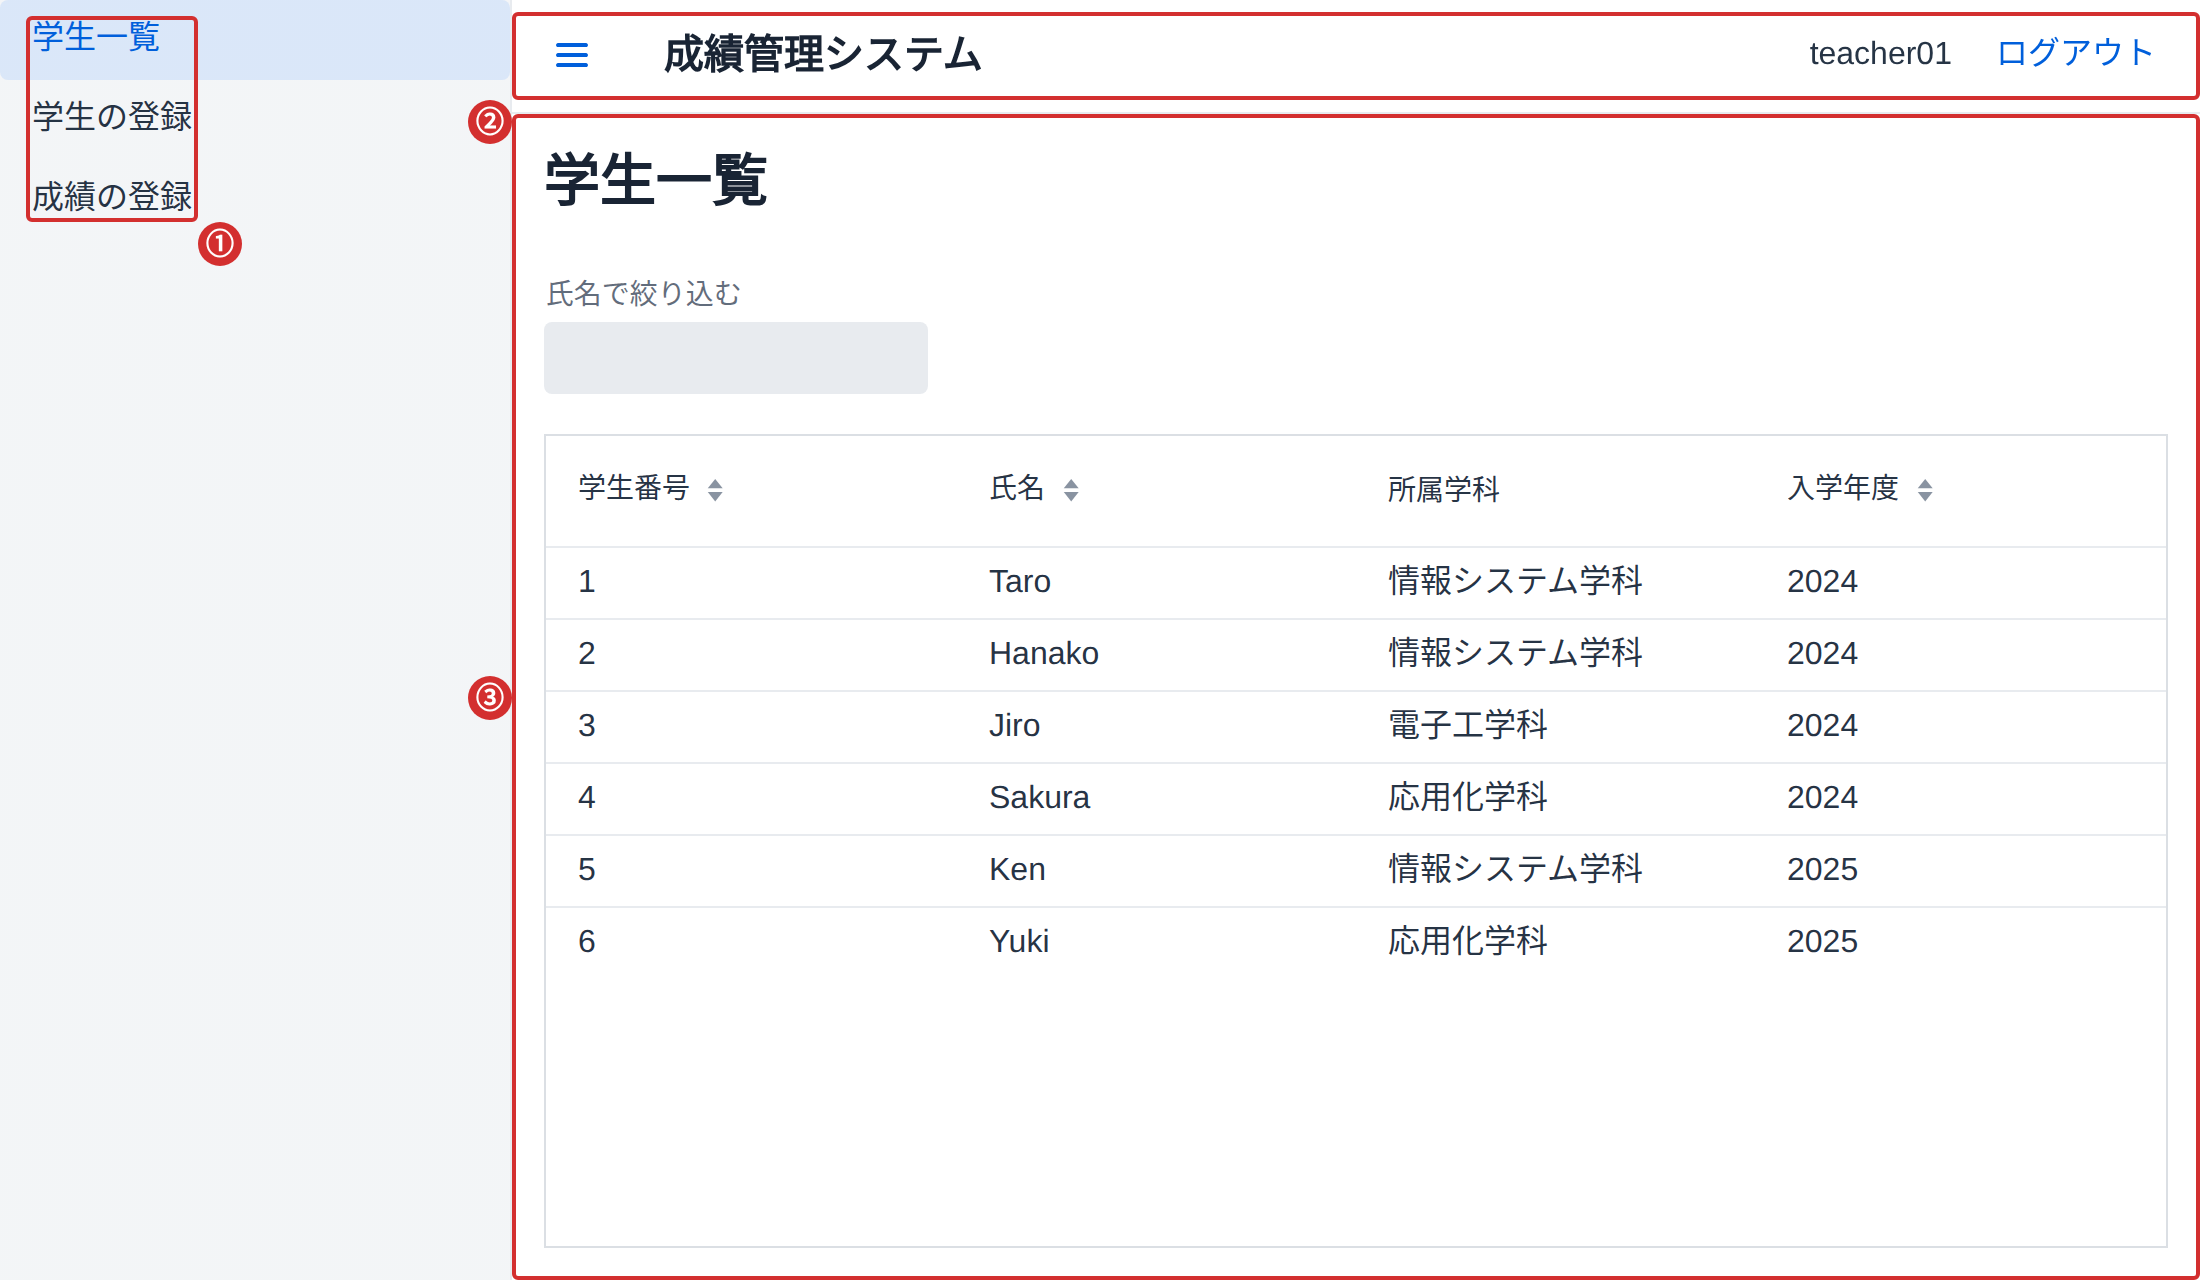 学生一覧
学生の登録
成績の登録
①
成績管理システム teacher01 ログアウト
②
学生一覧
氏名で絞り込む
学生番号 氏名 所属学科 入学年度
1 Taro 情報システム学科 2024
2 Hanako 情報システム学科 2024
③
3 Jiro 電子工学科 2024
4 Sakura 応用化学科 2024
5 Ken 情報システム学科 2025
6 Yuki 応用化学科 2025